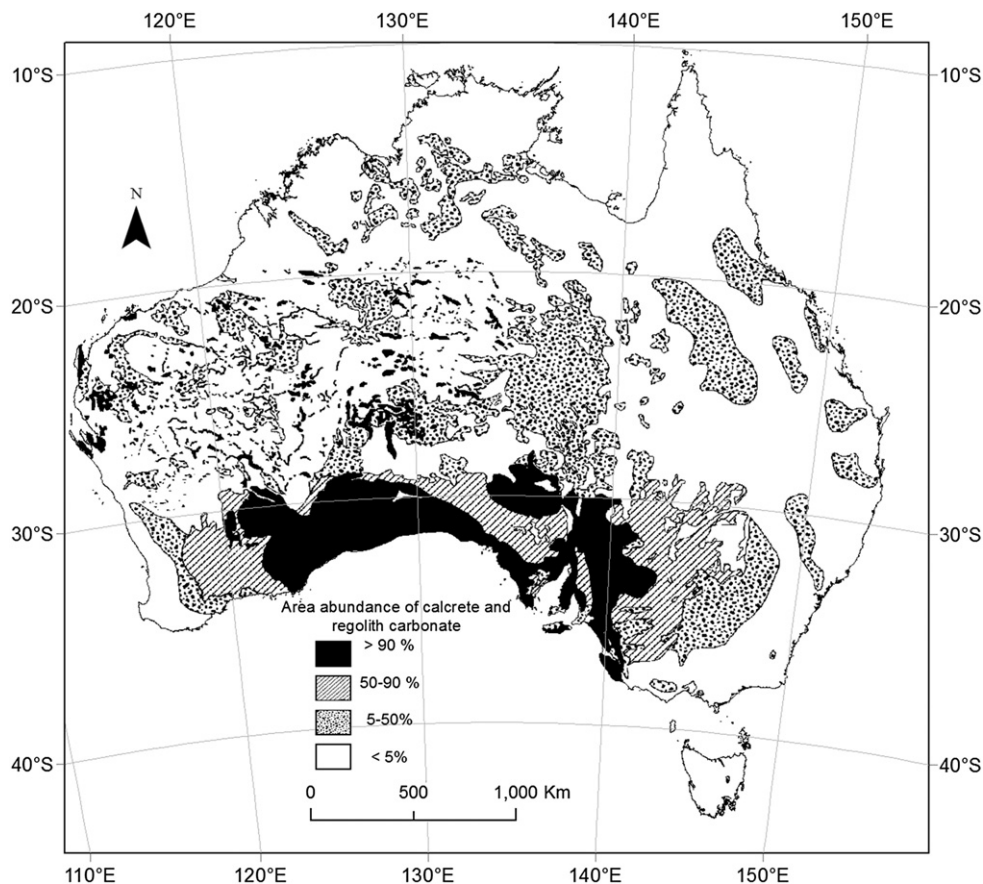 120°E
130°E
140°E
150°E
10°S
10°S
N
20°S
20°S
30°S
30°S
Area abundance of calcrete and
regolith carbonate
> 90 %
50-90 %
5-50%
< 5%
40°S
40°S
0
500
1,000 Km
110°E
120°E
130°E
140°E
150°E